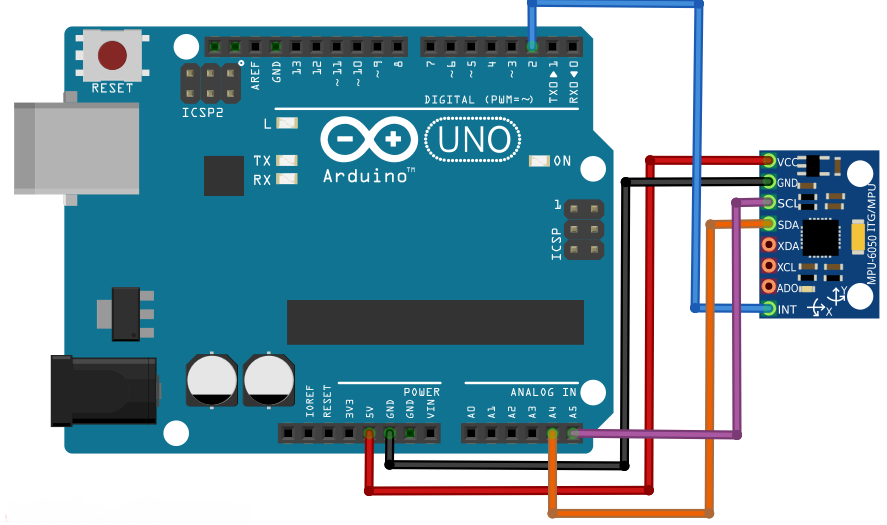 RESET
ICSP2
AREF
GND
13
12
~11
~10
~9
8
7
~6
~5
4
~3
2
TX0▶1
RX0◀0
DIGITAL (PWM=~)
L
TX
RX
UNO
ON
Arduino™
1
ICSP
VCC
GND
SCL
SDA
XDA
XCL
ADO
INT
MPU-6050 ITG/MPU
Y
X
POWER
ANALOG IN
IOREF
RESET
3V3
5V
GND
GND
VIN
A0
A1
A2
A3
A4
A5